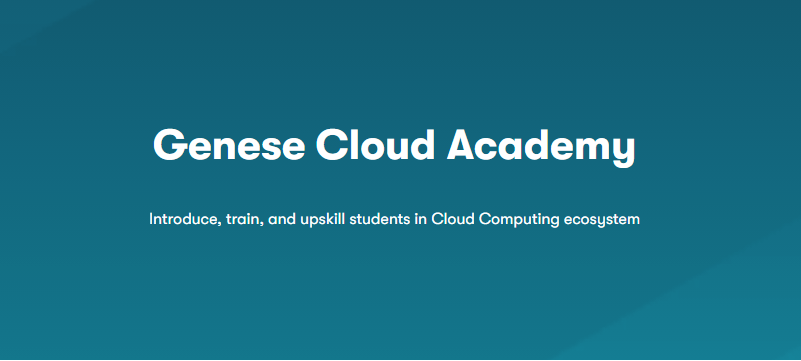 Genese Cloud Academy
Introduce, train, and upskill students in Cloud Computing ecosystem